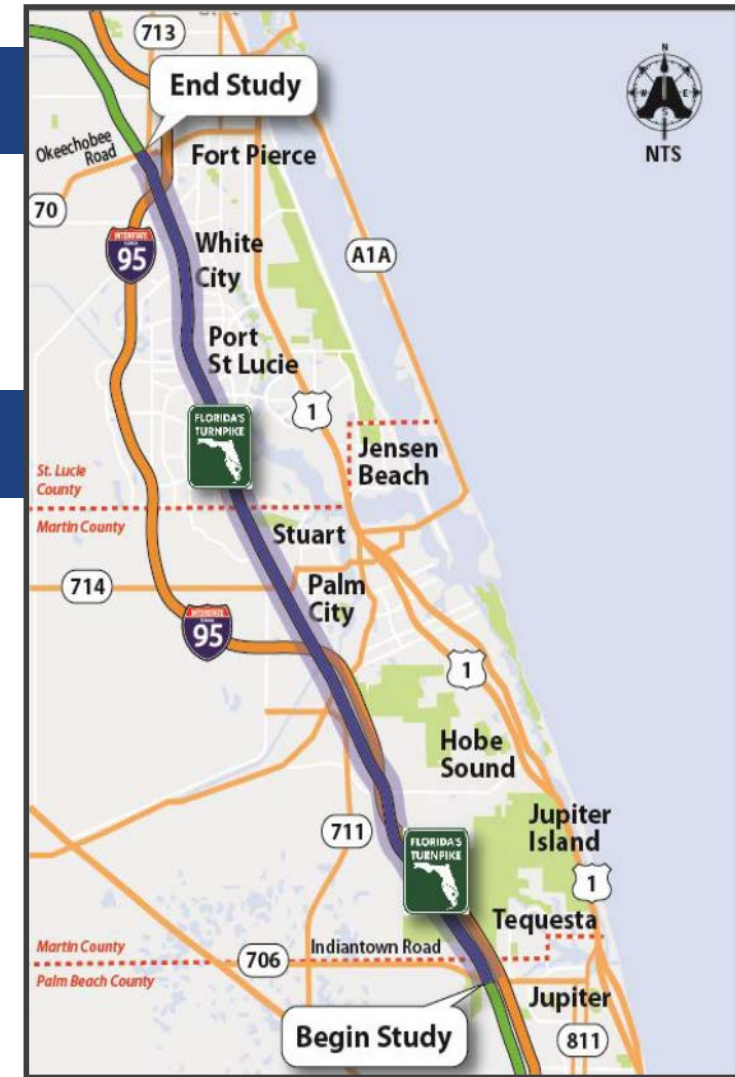 713
End Study
N
W
E
S
NTS
Okeechobee
Road
Fort Pierce
70
INTERSTATE
95
White
City
A1A
Port
St Lucie
1
FLORIDA'S
TURNPIKE
Jensen
Beach
St. Lucie
County
Martin County
Stuart
714
Palm
City
INTERSTATE
95
1
Hobe
Sound
711
FLORIDA'S
TURNPIKE
Jupiter
Island
1
Tequesta
Martin County
Indiantown Road
706
Palm Beach County
Jupiter
Begin Study
811